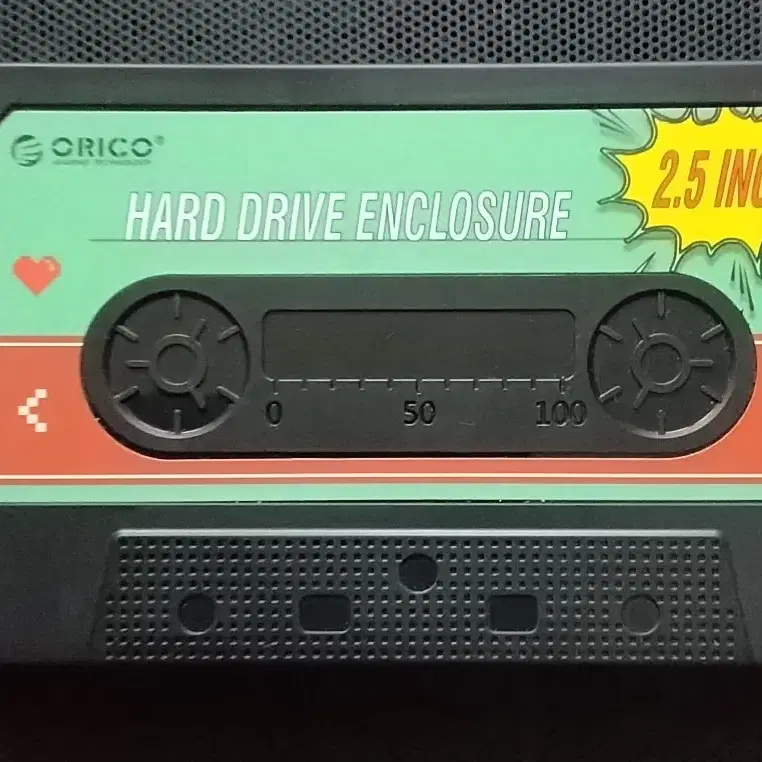 ORICO®
HARD DRIVE ENCLOSURE
2.5 INC
0 50 100